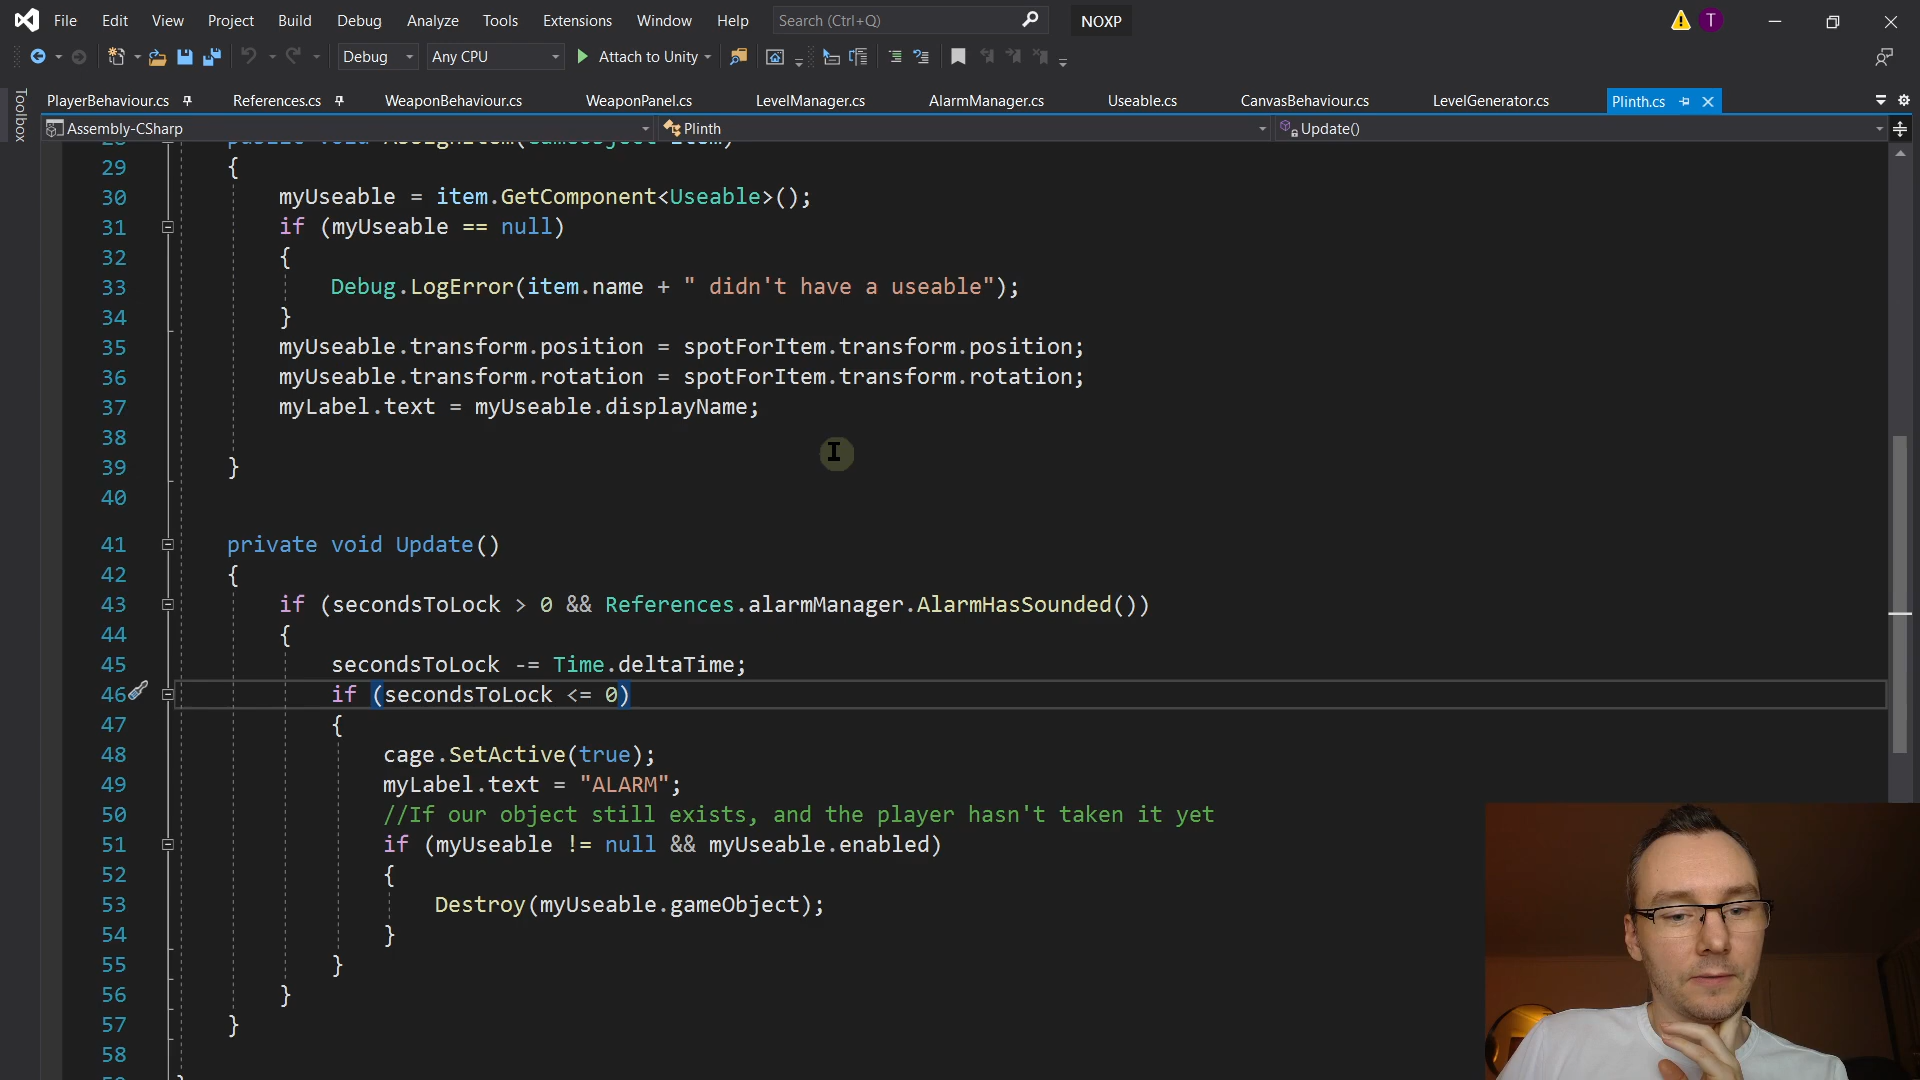 File Edit View Project Build Debug Analyze Tools Extensions Window Help Search (Ctrl+Q) NOXP T
Debug Any CPU Attach to Unity
Toolbox
PlayerBehaviour.cs References.cs WeaponBehaviour.cs WeaponPanel.cs LevelManager.cs AlarmManager.cs Useable.cs CanvasBehaviour.cs LevelGenerator.cs Plinth.cs
Assembly-CSharp Plinth Update()
28 public void AssignItem(GameObject item)
29 {
30 myUseable = item.GetComponent<Useable>();
31 if (myUseable == null)
32 {
33 Debug.LogError(item.name + " didn't have a useable");
34 }
35 myUseable.transform.position = spotForItem.transform.position;
36 myUseable.transform.rotation = spotForItem.transform.rotation;
37 myLabel.text = myUseable.displayName;
38
39 }
40
41 private void Update()
42 {
43 if (secondsToLock > 0 && References.alarmManager.AlarmHasSounded())
44 {
45 secondsToLock -= Time.deltaTime;
46 if (secondsToLock <= 0)
47 {
48 cage.SetActive(true);
49 myLabel.text = "ALARM";
50 //If our object still exists, and the player hasn't taken it yet
51 if (myUseable != null && myUseable.enabled)
52 {
53 Destroy(myUseable.gameObject);
54 }
55 }
56 }
57 }
58